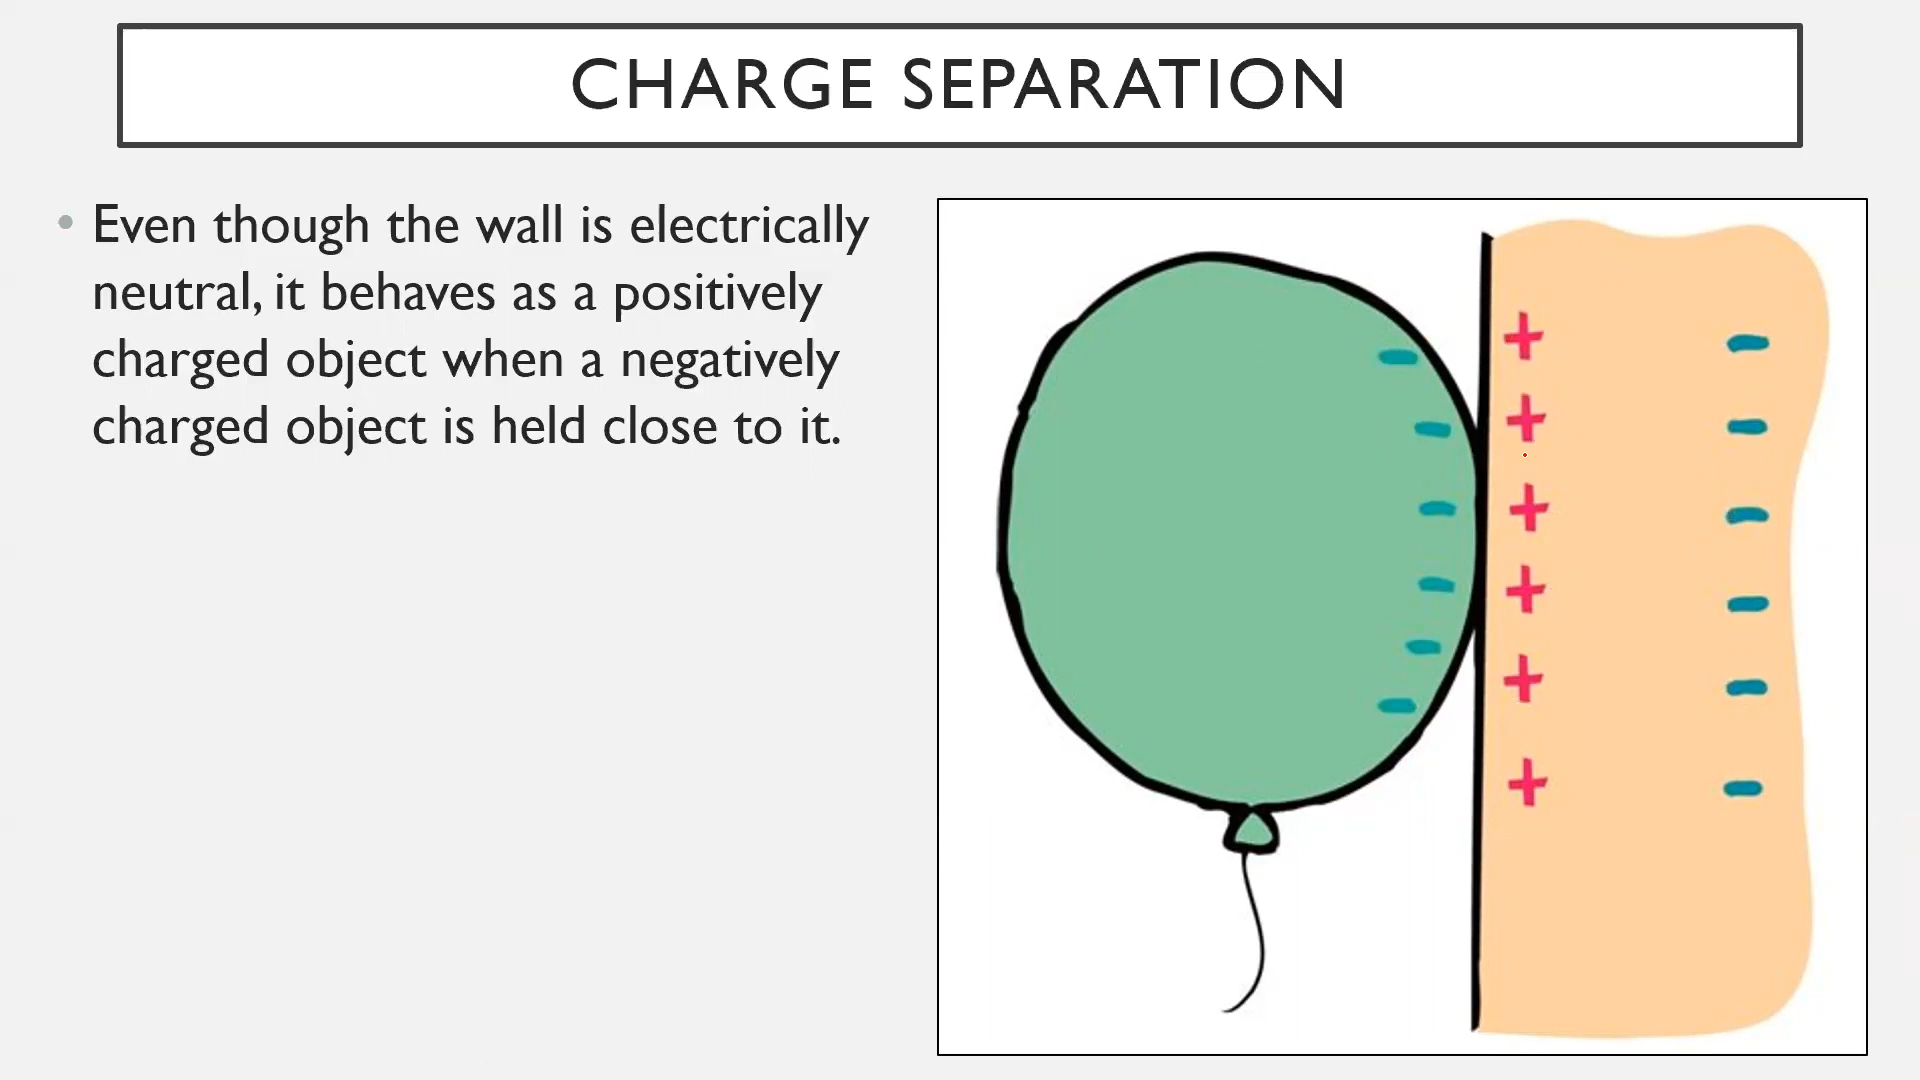 CHARGE SEPARATION
• Even though the wall is electrically
neutral, it behaves as a positively
charged object when a negatively
charged object is held close to it.
+ -
- +
- -
+ -
- +
- -
+ -
- + -
- + -